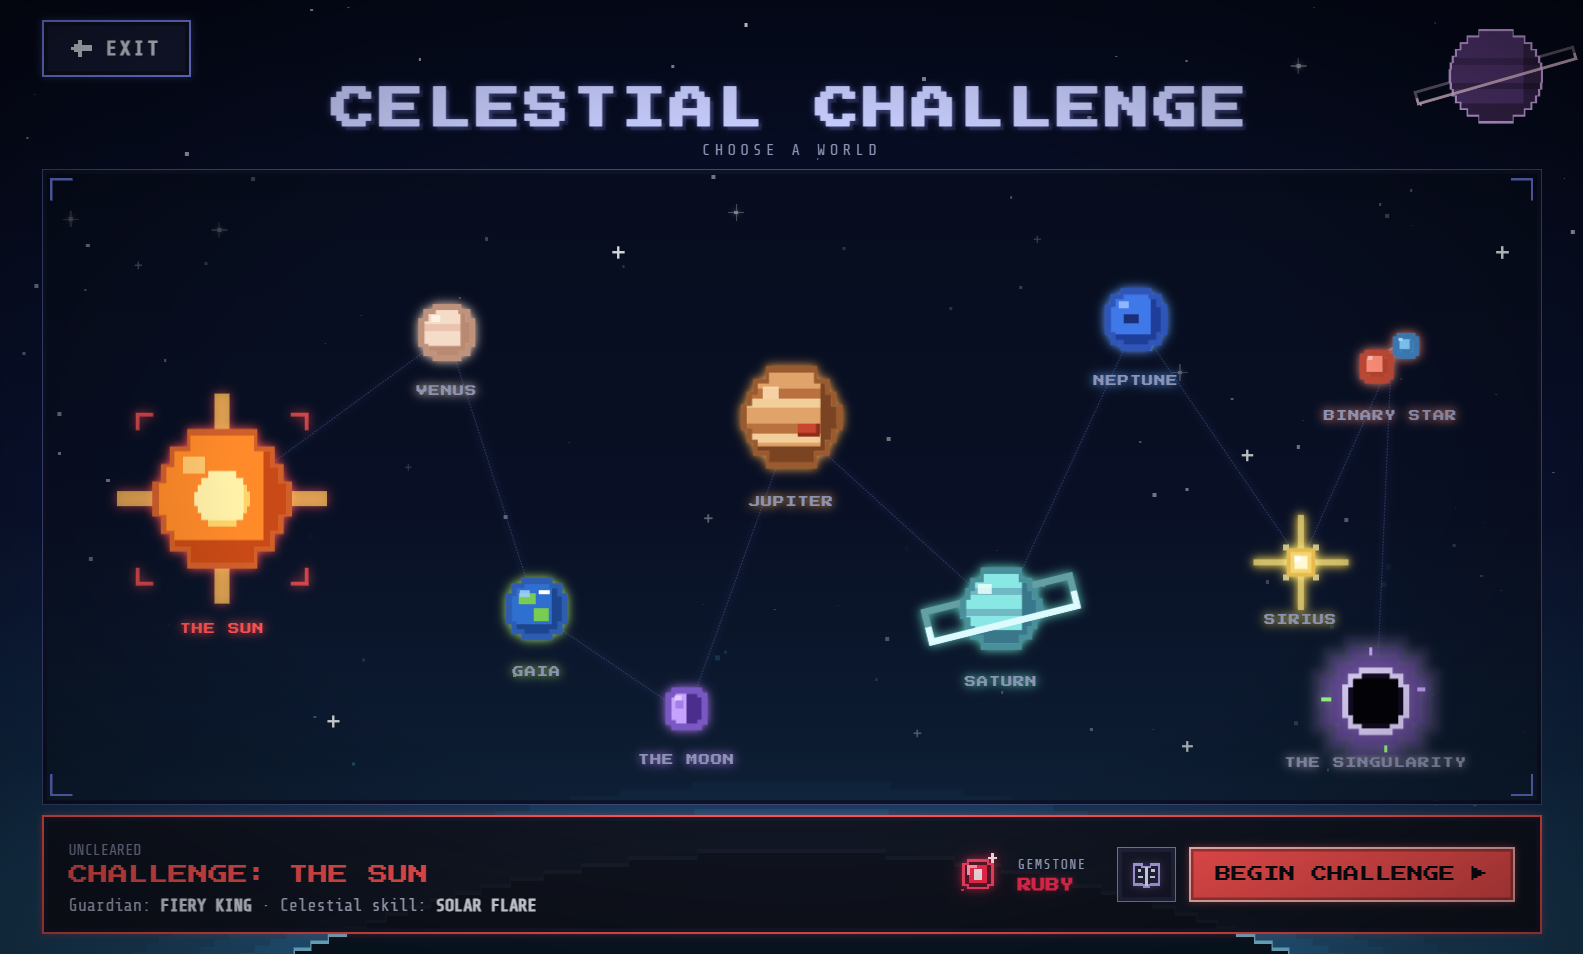 EXIT
CELESTIAL CHALLENGE
CHOOSE A WORLD
VENUS
NEPTUNE
BINARY STAR
JUPITER
THE SUN
SIRIUS
GAIA
SATURN
THE MOON
THE SINGULARITY
UNCLEARED
CHALLENGE: THE SUN
Guardian: FIERY KING · Celestial skill: SOLAR FLARE
GEMSTONE
RUBY
BEGIN CHALLENGE ▶